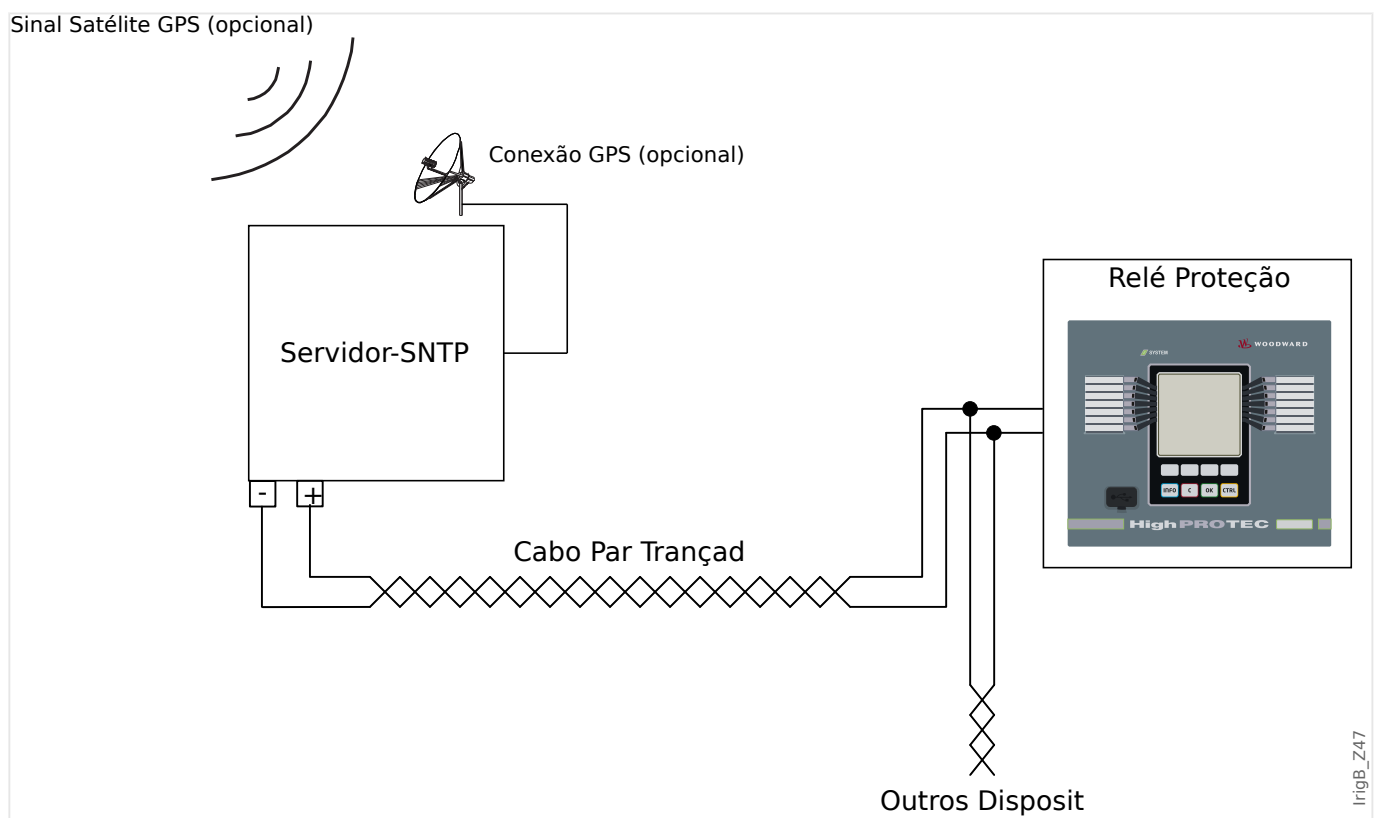 Sinal Satélite GPS (opcional)
Conexão GPS (opcional)
Servidor-SNTP
- +
Relé Proteção
WOODWARD
SYSTEM
INFO C OK CTRL
HighPROTEC
Cabo Par Trançad
Outros Disposit
IrigB_Z47